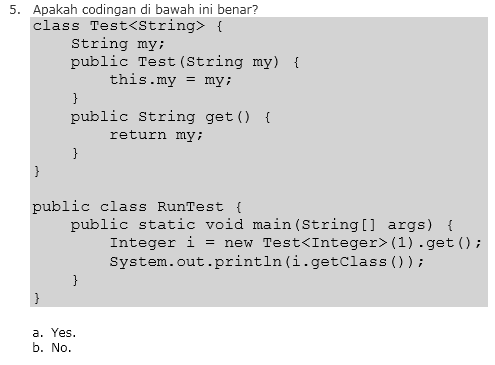 5. Apakah codingan di bawah ini benar?
class Test<String> {
    String my;
    public Test(String my) {
        this.my = my;
    }
    public String get() {
        return my;
    }
}

public class RunTest {
    public static void main(String[] args) {
        Integer i = new Test<Integer>(1).get();
        System.out.println(i.getClass());
    }
}

a. Yes.
b. No.